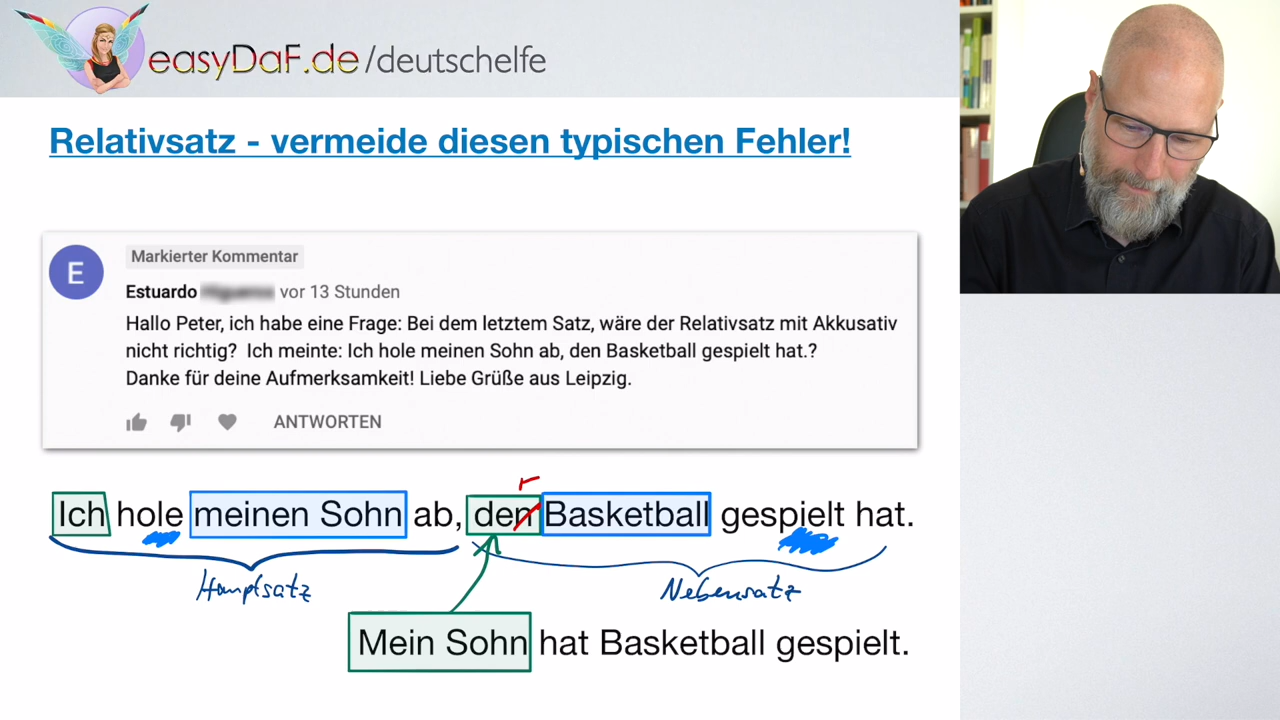 easyDaF.de/deutschelfe
Relativsatz - vermeide diesen typischen Fehler!
E
Markierter Kommentar
Estuardo vor 13 Stunden
Hallo Peter, ich habe eine Frage: Bei dem letztem Satz, wäre der Relativsatz mit Akkusativ
nicht richtig? Ich meinte: Ich hole meinen Sohn ab, den Basketball gespielt hat.?
Danke für deine Aufmerksamkeit! Liebe Grüße aus Leipzig.
ANTWORTEN
r
Ich hole meinen Sohn ab, den Basketball gespielt hat.
Hauptsatz Nebensatz
Mein Sohn hat Basketball gespielt.